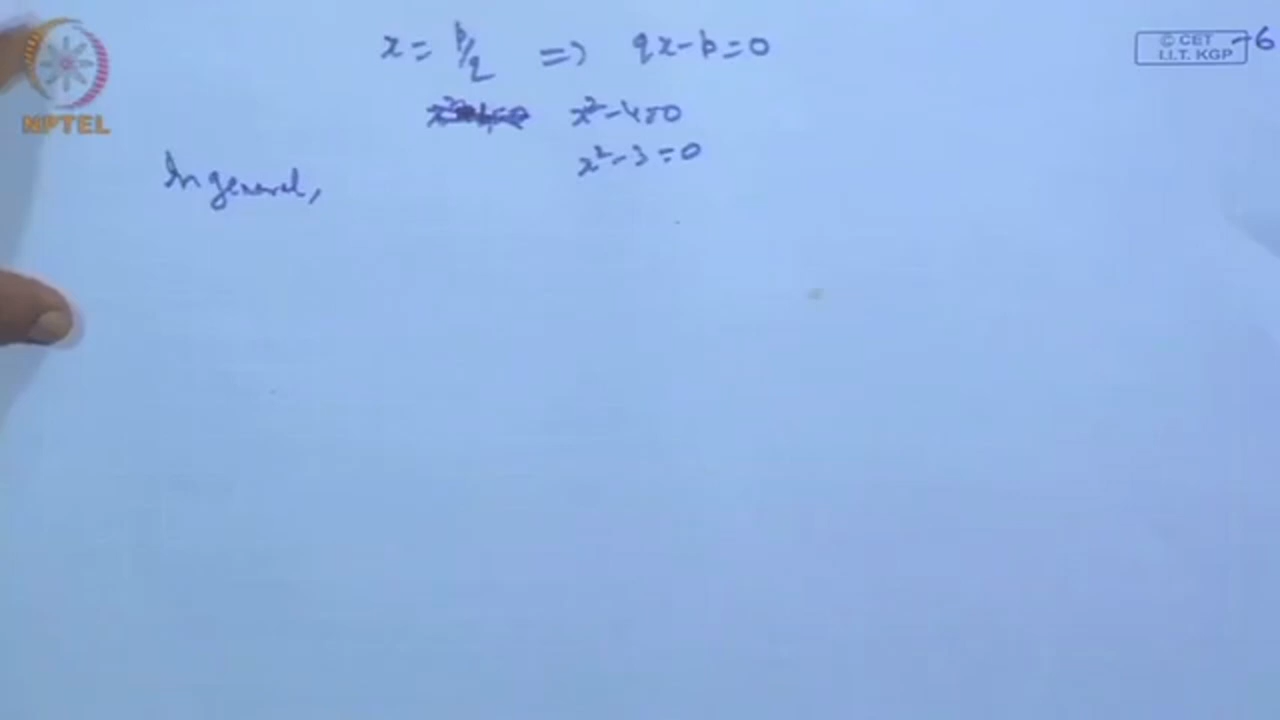 x = p/q => qx - p = 0
x² - 4 = 0
x² - 3 = 0
In general,
NPTEL
© CET
I.I.T. KGP
-6